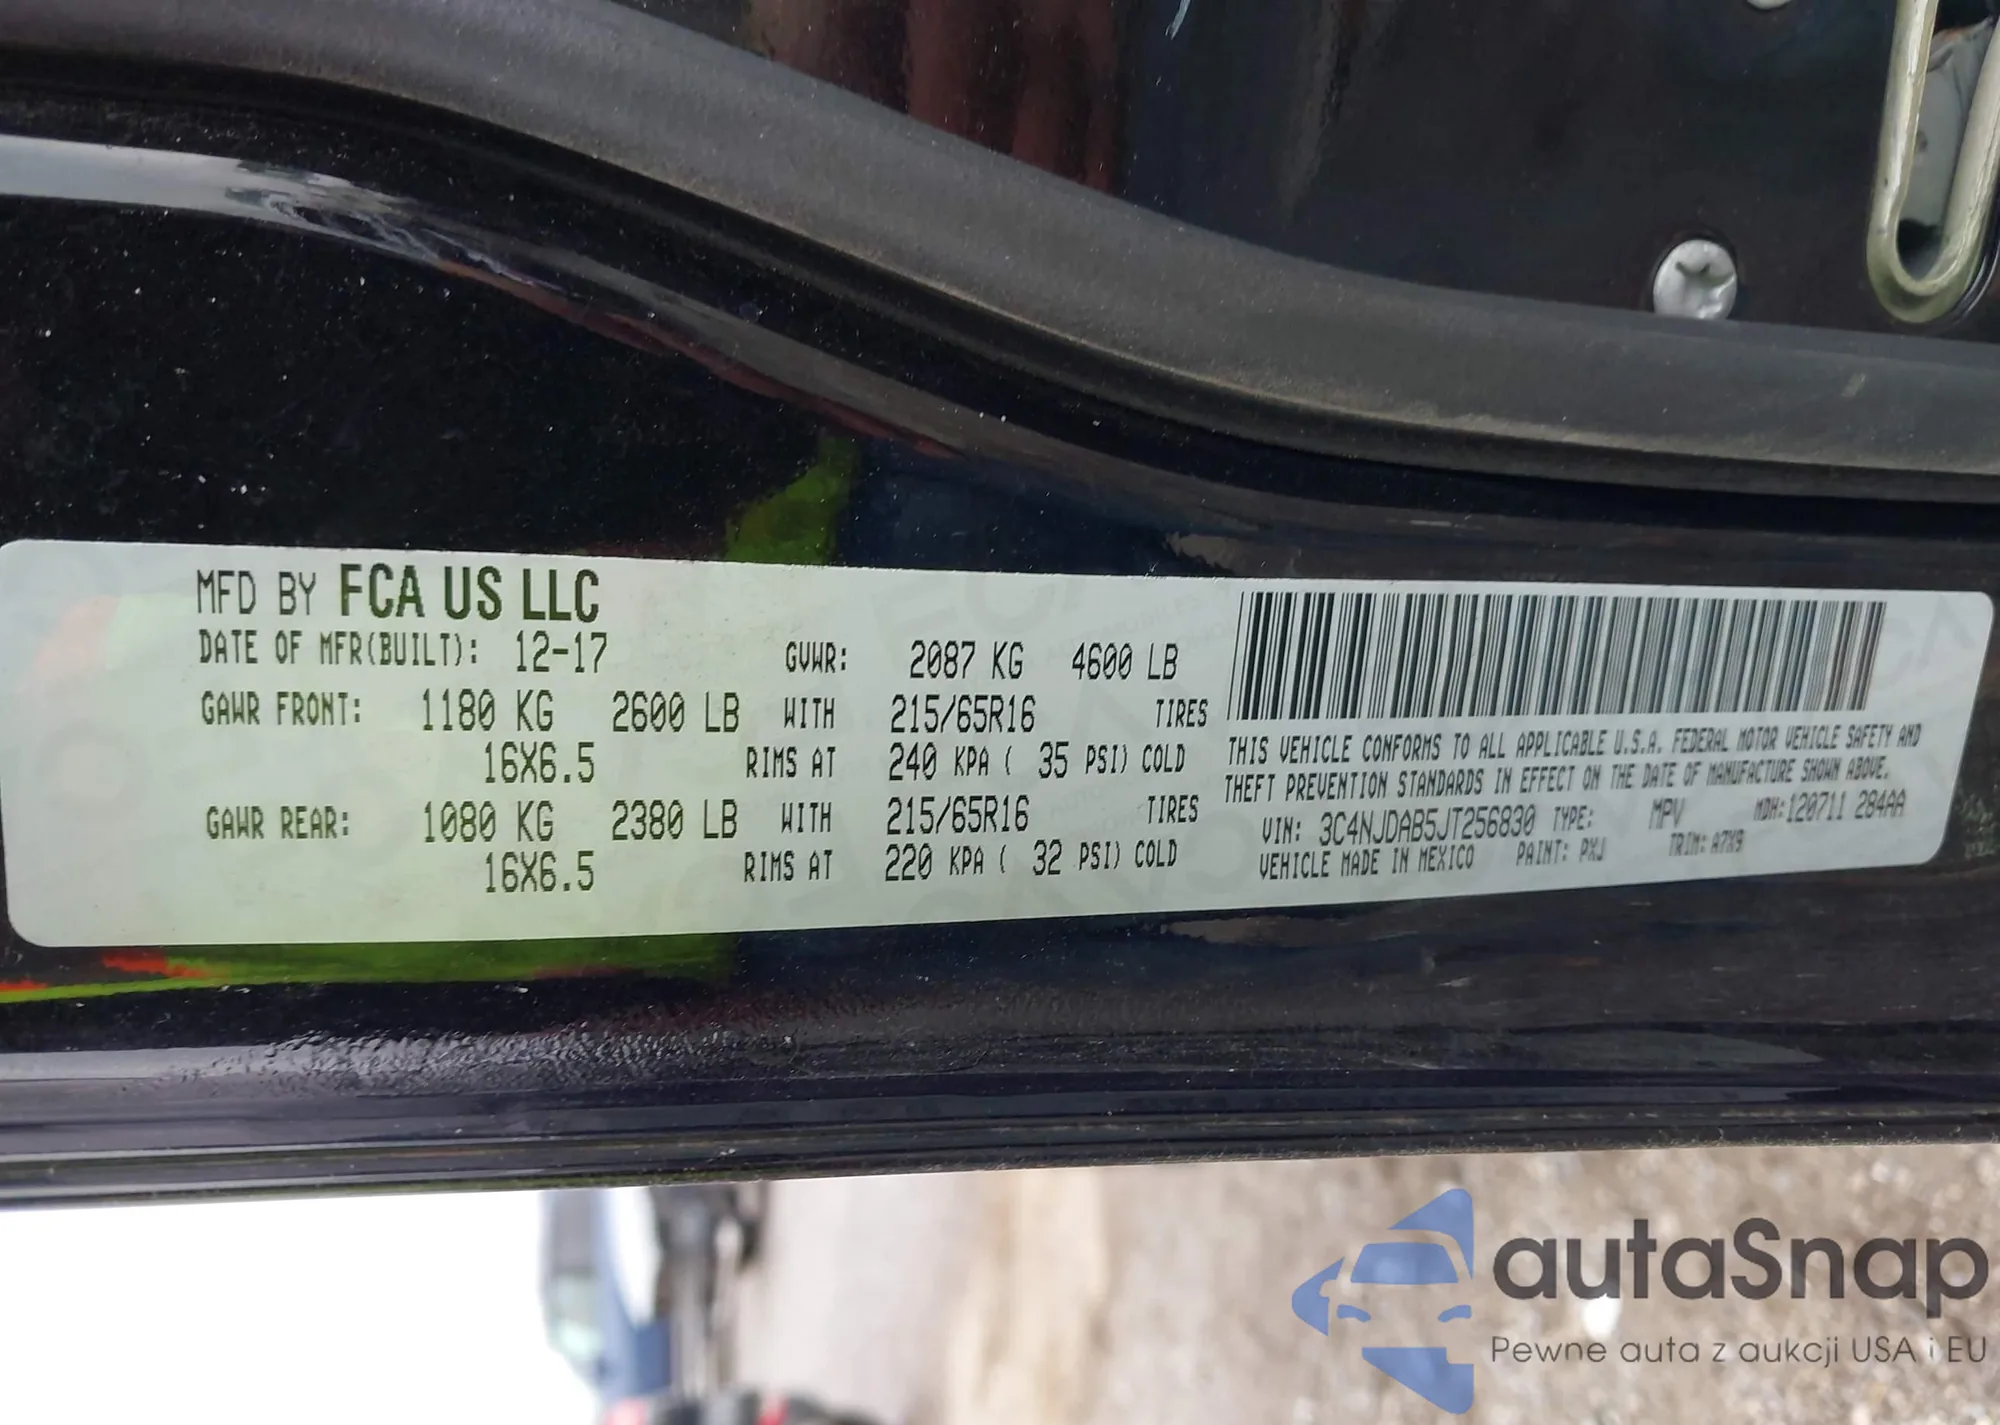 MFD BY FCA US LLC
DATE OF MFR(BUILT): 12-17 GVWR: 2087 KG 4600 LB
GAWR FRONT: 1180 KG 2600 LB WITH 215/65R16 TIRES
16X6.5 RIMS AT 240 KPA ( 35 PSI) COLD
GAWR REAR: 1080 KG 2380 LB WITH 215/65R16 TIRES
16X6.5 RIMS AT 220 KPA ( 32 PSI) COLD
THIS VEHICLE CONFORMS TO ALL APPLICABLE U.S.A. FEDERAL MOTOR VEHICLE SAFETY AND
THEFT PREVENTION STANDARDS IN EFFECT ON THE DATE OF MANUFACTURE SHOWN ABOVE.
VIN: 3C4NJDAB5JT256830 TYPE: MPV MDH: 120711 284AA
VEHICLE MADE IN MEXICO PAINT: PXJ TRIM: A7X9
autaSnap
Pewne auta z aukcji USA i EU